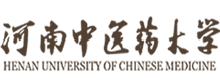 河南中医药大学
HENAN UNIVERSITY OF CHINESE MEDICINE